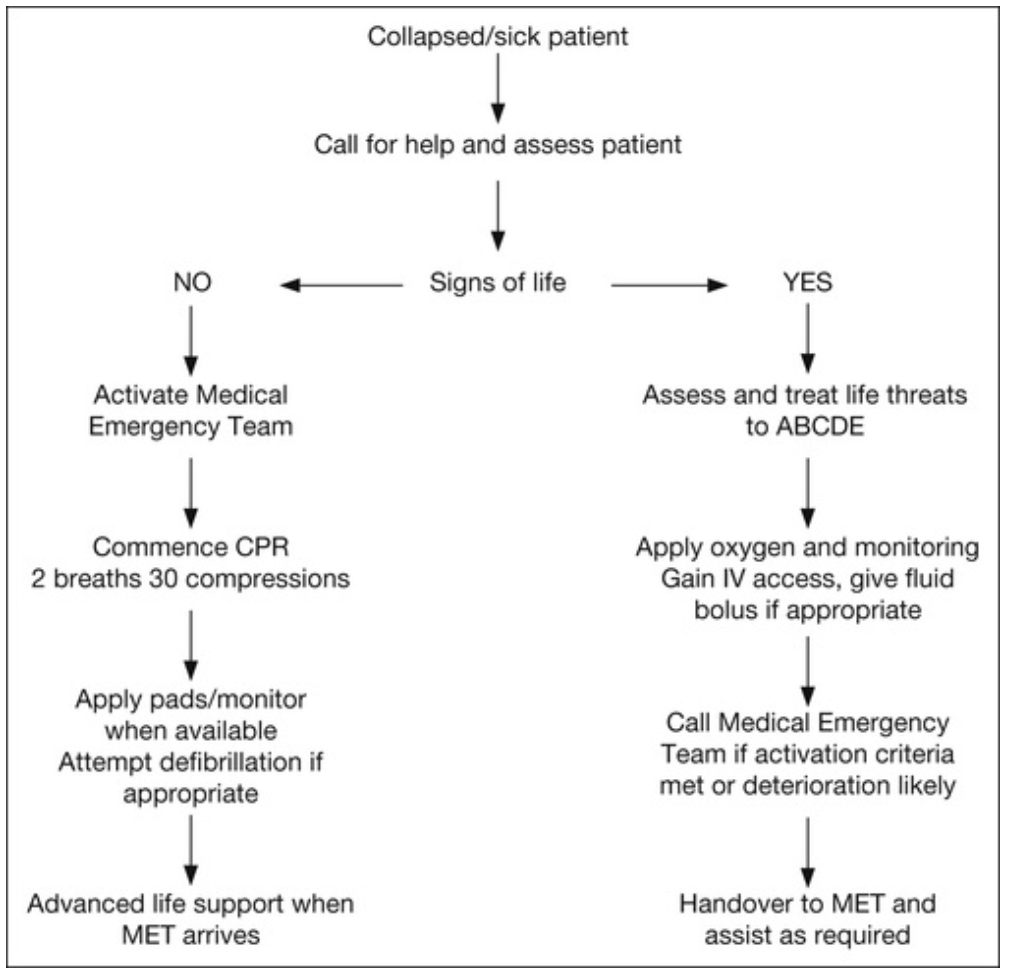 Collapsed/sick patient
Call for help and assess patient
NO
Signs of life
YES
Activate Medical
Emergency Team
Commence CPR
2 breaths 30 compressions
Apply pads/monitor
when available
Attempt defibrillation if
appropriate
Advanced life support when
MET arrives
Assess and treat life threats
to ABCDE
Apply oxygen and monitoring
Gain IV access, give fluid
bolus if appropriate
Call Medical Emergency
Team if activation criteria
met or deterioration likely
Handover to MET and
assist as required